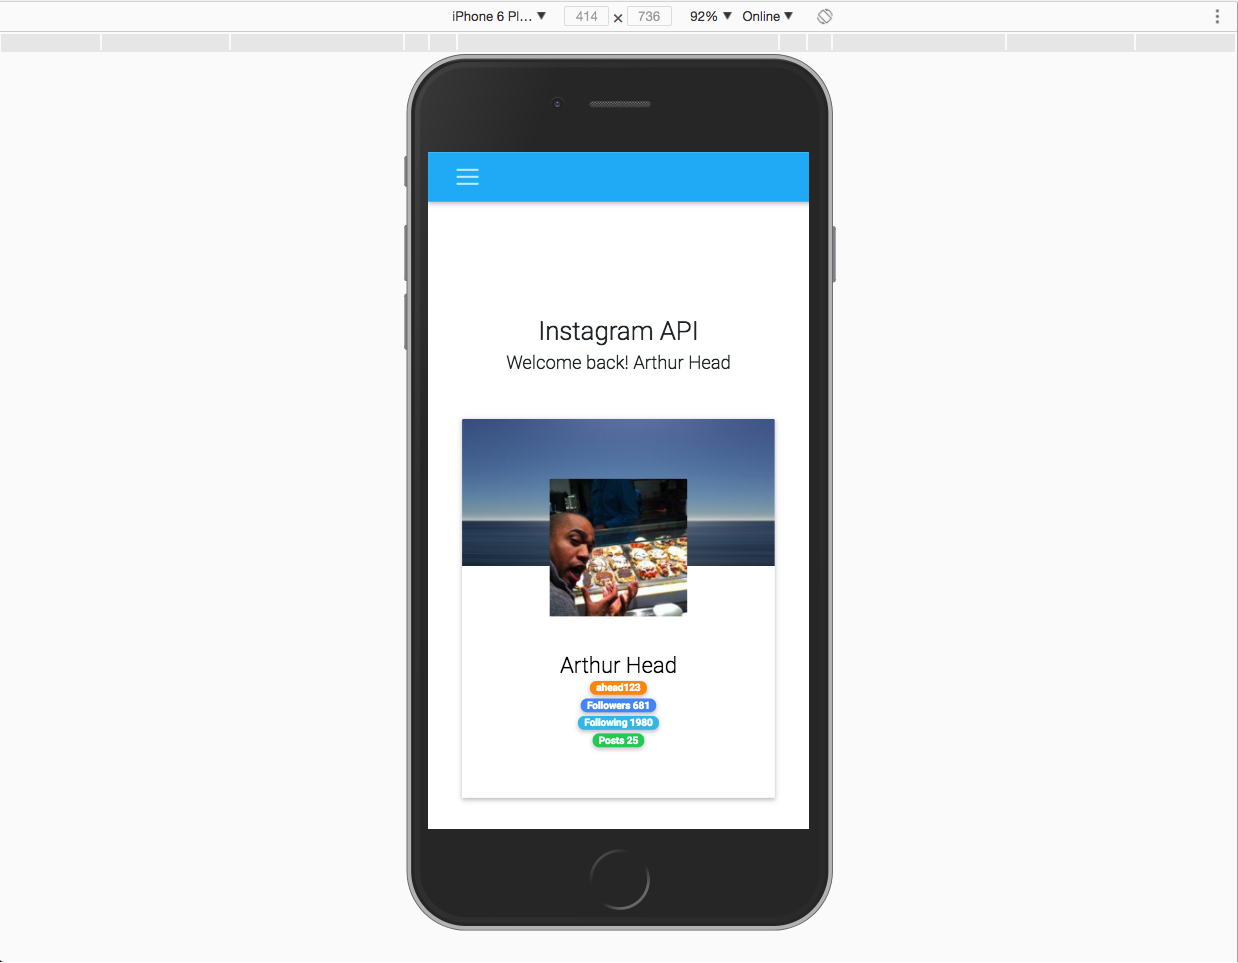 iPhone 6 Pl... ▼ 414 × 736 92% ▼ Online ▼
Instagram API
Welcome back! Arthur Head
Arthur Head
ahead123
Followers 681
Following 1980
Posts 25